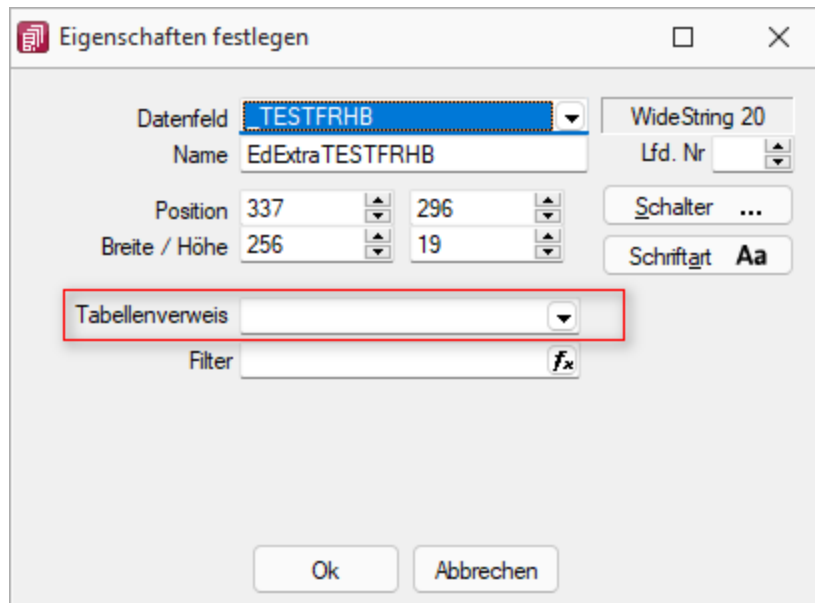 Eigenschaften festlegen
Datenfeld _TESTFRHB WideString 20
Name EdExtraTESTFRHB Lfd. Nr
Position 337 296 Schalter ...
Breite / Höhe 256 19 Schriftart Aa
Tabellenverweis
Filter fx
Ok Abbrechen